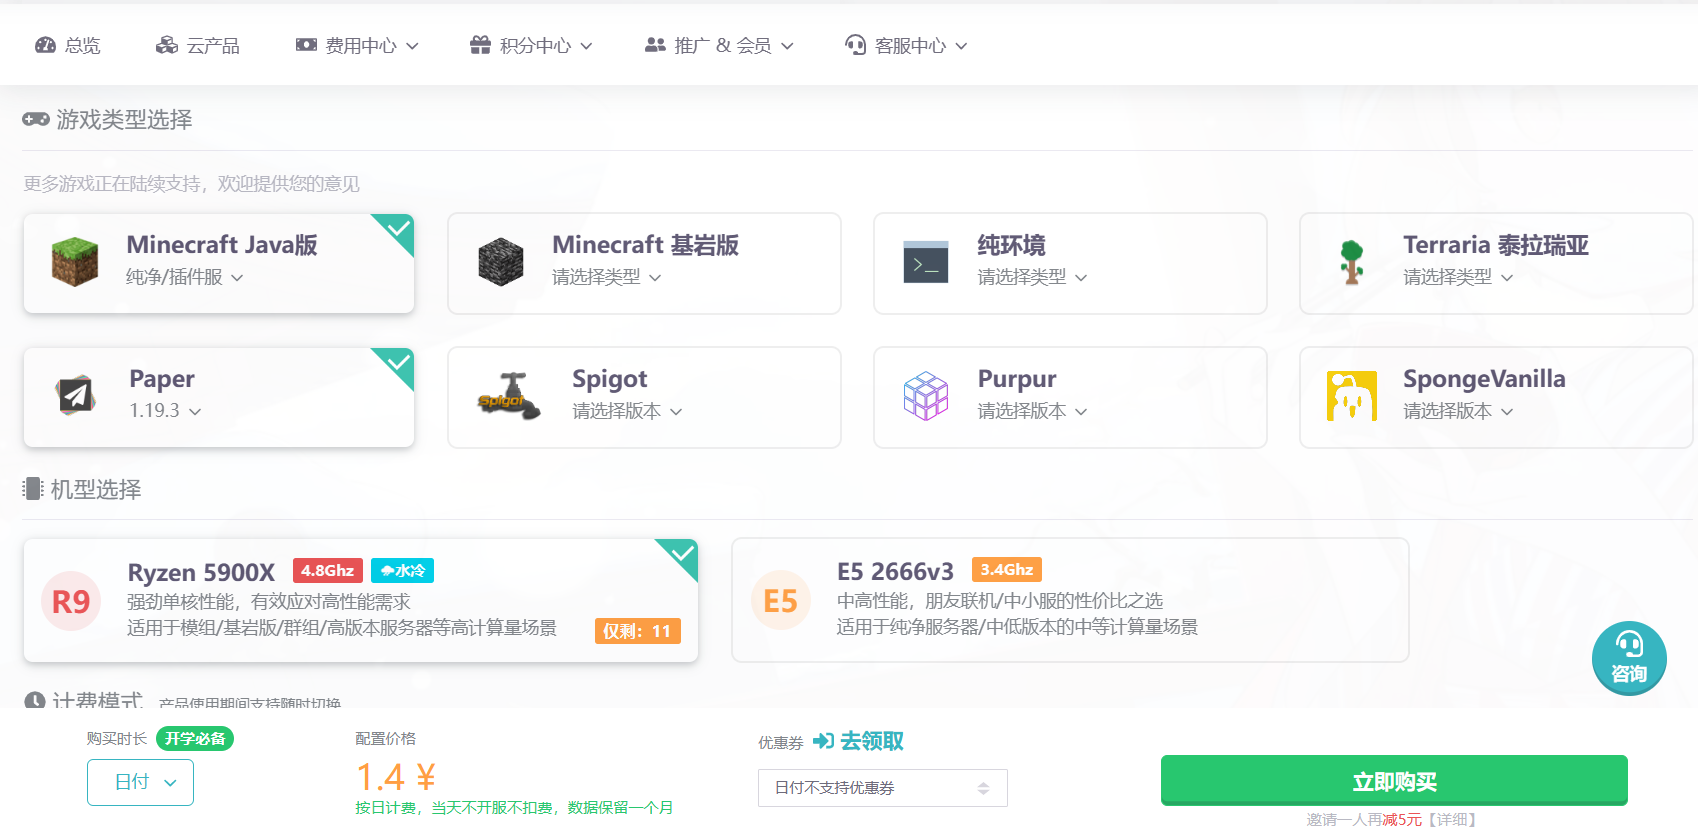 总览 云产品 费用中心 积分中心 推广 & 会员 客服中心
游戏类型选择
更多游戏正在陆续支持，欢迎提供您的意见
Minecraft Java版
纯净/插件服
Minecraft 基岩版
请选择类型
纯环境
请选择类型
Terraria 泰拉瑞亚
请选择类型
Paper
1.19.3
Spigot
Spigot
请选择版本
Purpur
请选择版本
SpongeVanilla
请选择版本
机型选择
R9
Ryzen 5900X 4.8Ghz 水冷
强劲单核性能，有效应对高性能需求
适用于模组/基岩版/群组/高版本服务器等高计算量场景
仅剩：11
E5
E5 2666v3 3.4Ghz
中高性能，朋友联机/中小服的性价比之选
适用于纯净服务器/中低版本的中等计算量场景
咨询
计费模式 产品使用期间支持随时切换
购买时长 开学必备
日付
配置价格
1.4 ¥
按日计费，当天不开服不扣费，数据保留一个月
优惠券 去领取
日付不支持优惠券
立即购买
邀请一人再减5元【详细】